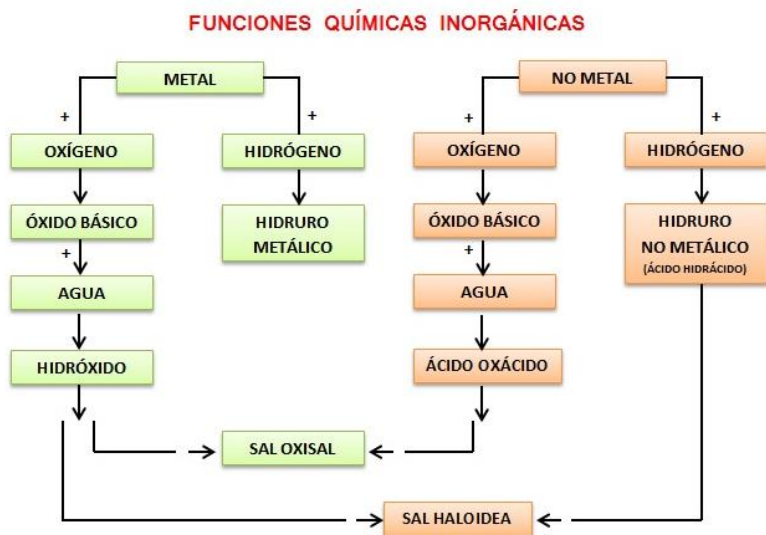 FUNCIONES QUÍMICAS INORGÁNICAS
METAL
NO METAL
+
+
+
+
OXÍGENO
HIDRÓGENO
OXÍGENO
HIDRÓGENO
ÓXIDO BÁSICO
HIDRURO
METÁLICO
ÓXIDO BÁSICO
HIDRURO
NO METÁLICO
(ÁCIDO HIDRÁCIDO)
+
+
AGUA
AGUA
HIDRÓXIDO
ÁCIDO OXÁCIDO
SAL OXISAL
SAL HALOIDEA